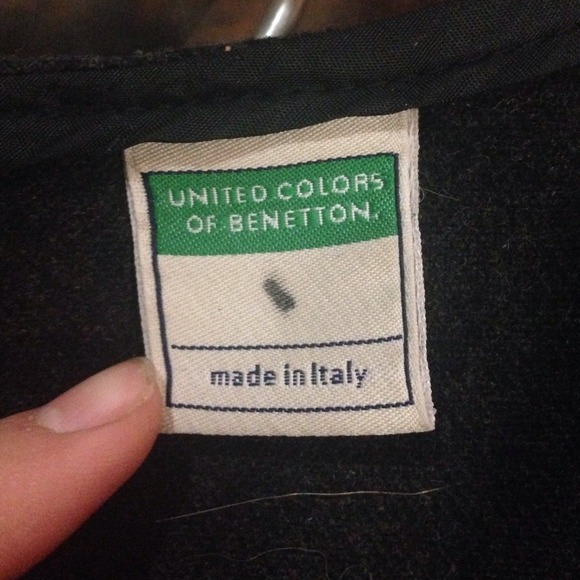 UNITED COLORS
OF BENETTON.
made in Italy